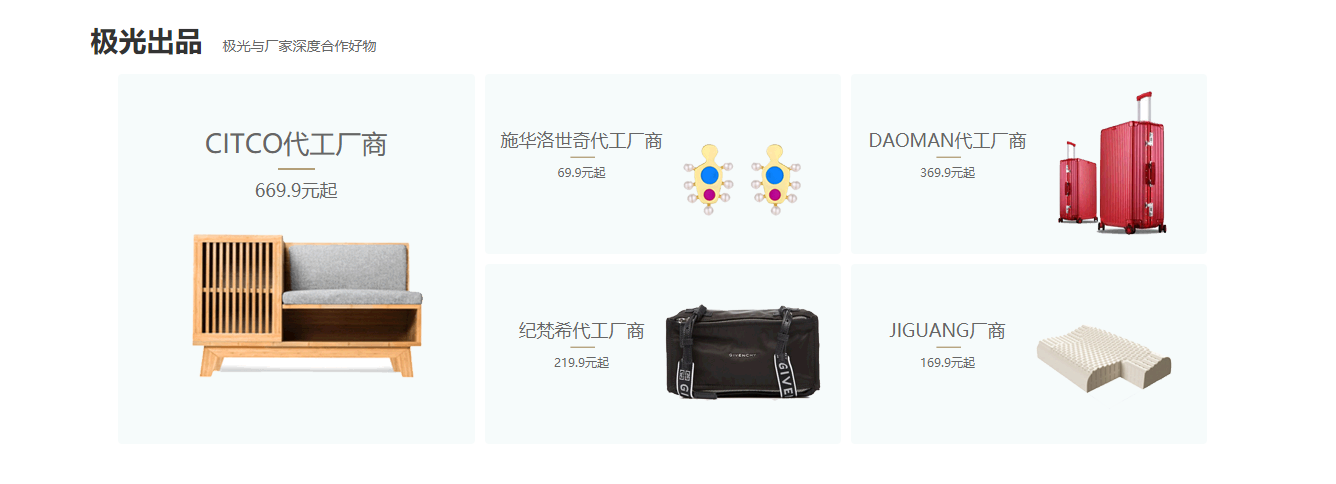 极光出品 极光与厂家深度合作好物
CITCO代工厂商
669.9元起
施华洛世奇代工厂商
69.9元起
DAOMAN代工厂商
369.9元起
纪梵希代工厂商
219.9元起
GIVENCHY
GIVE
JIGUANG厂商
169.9元起